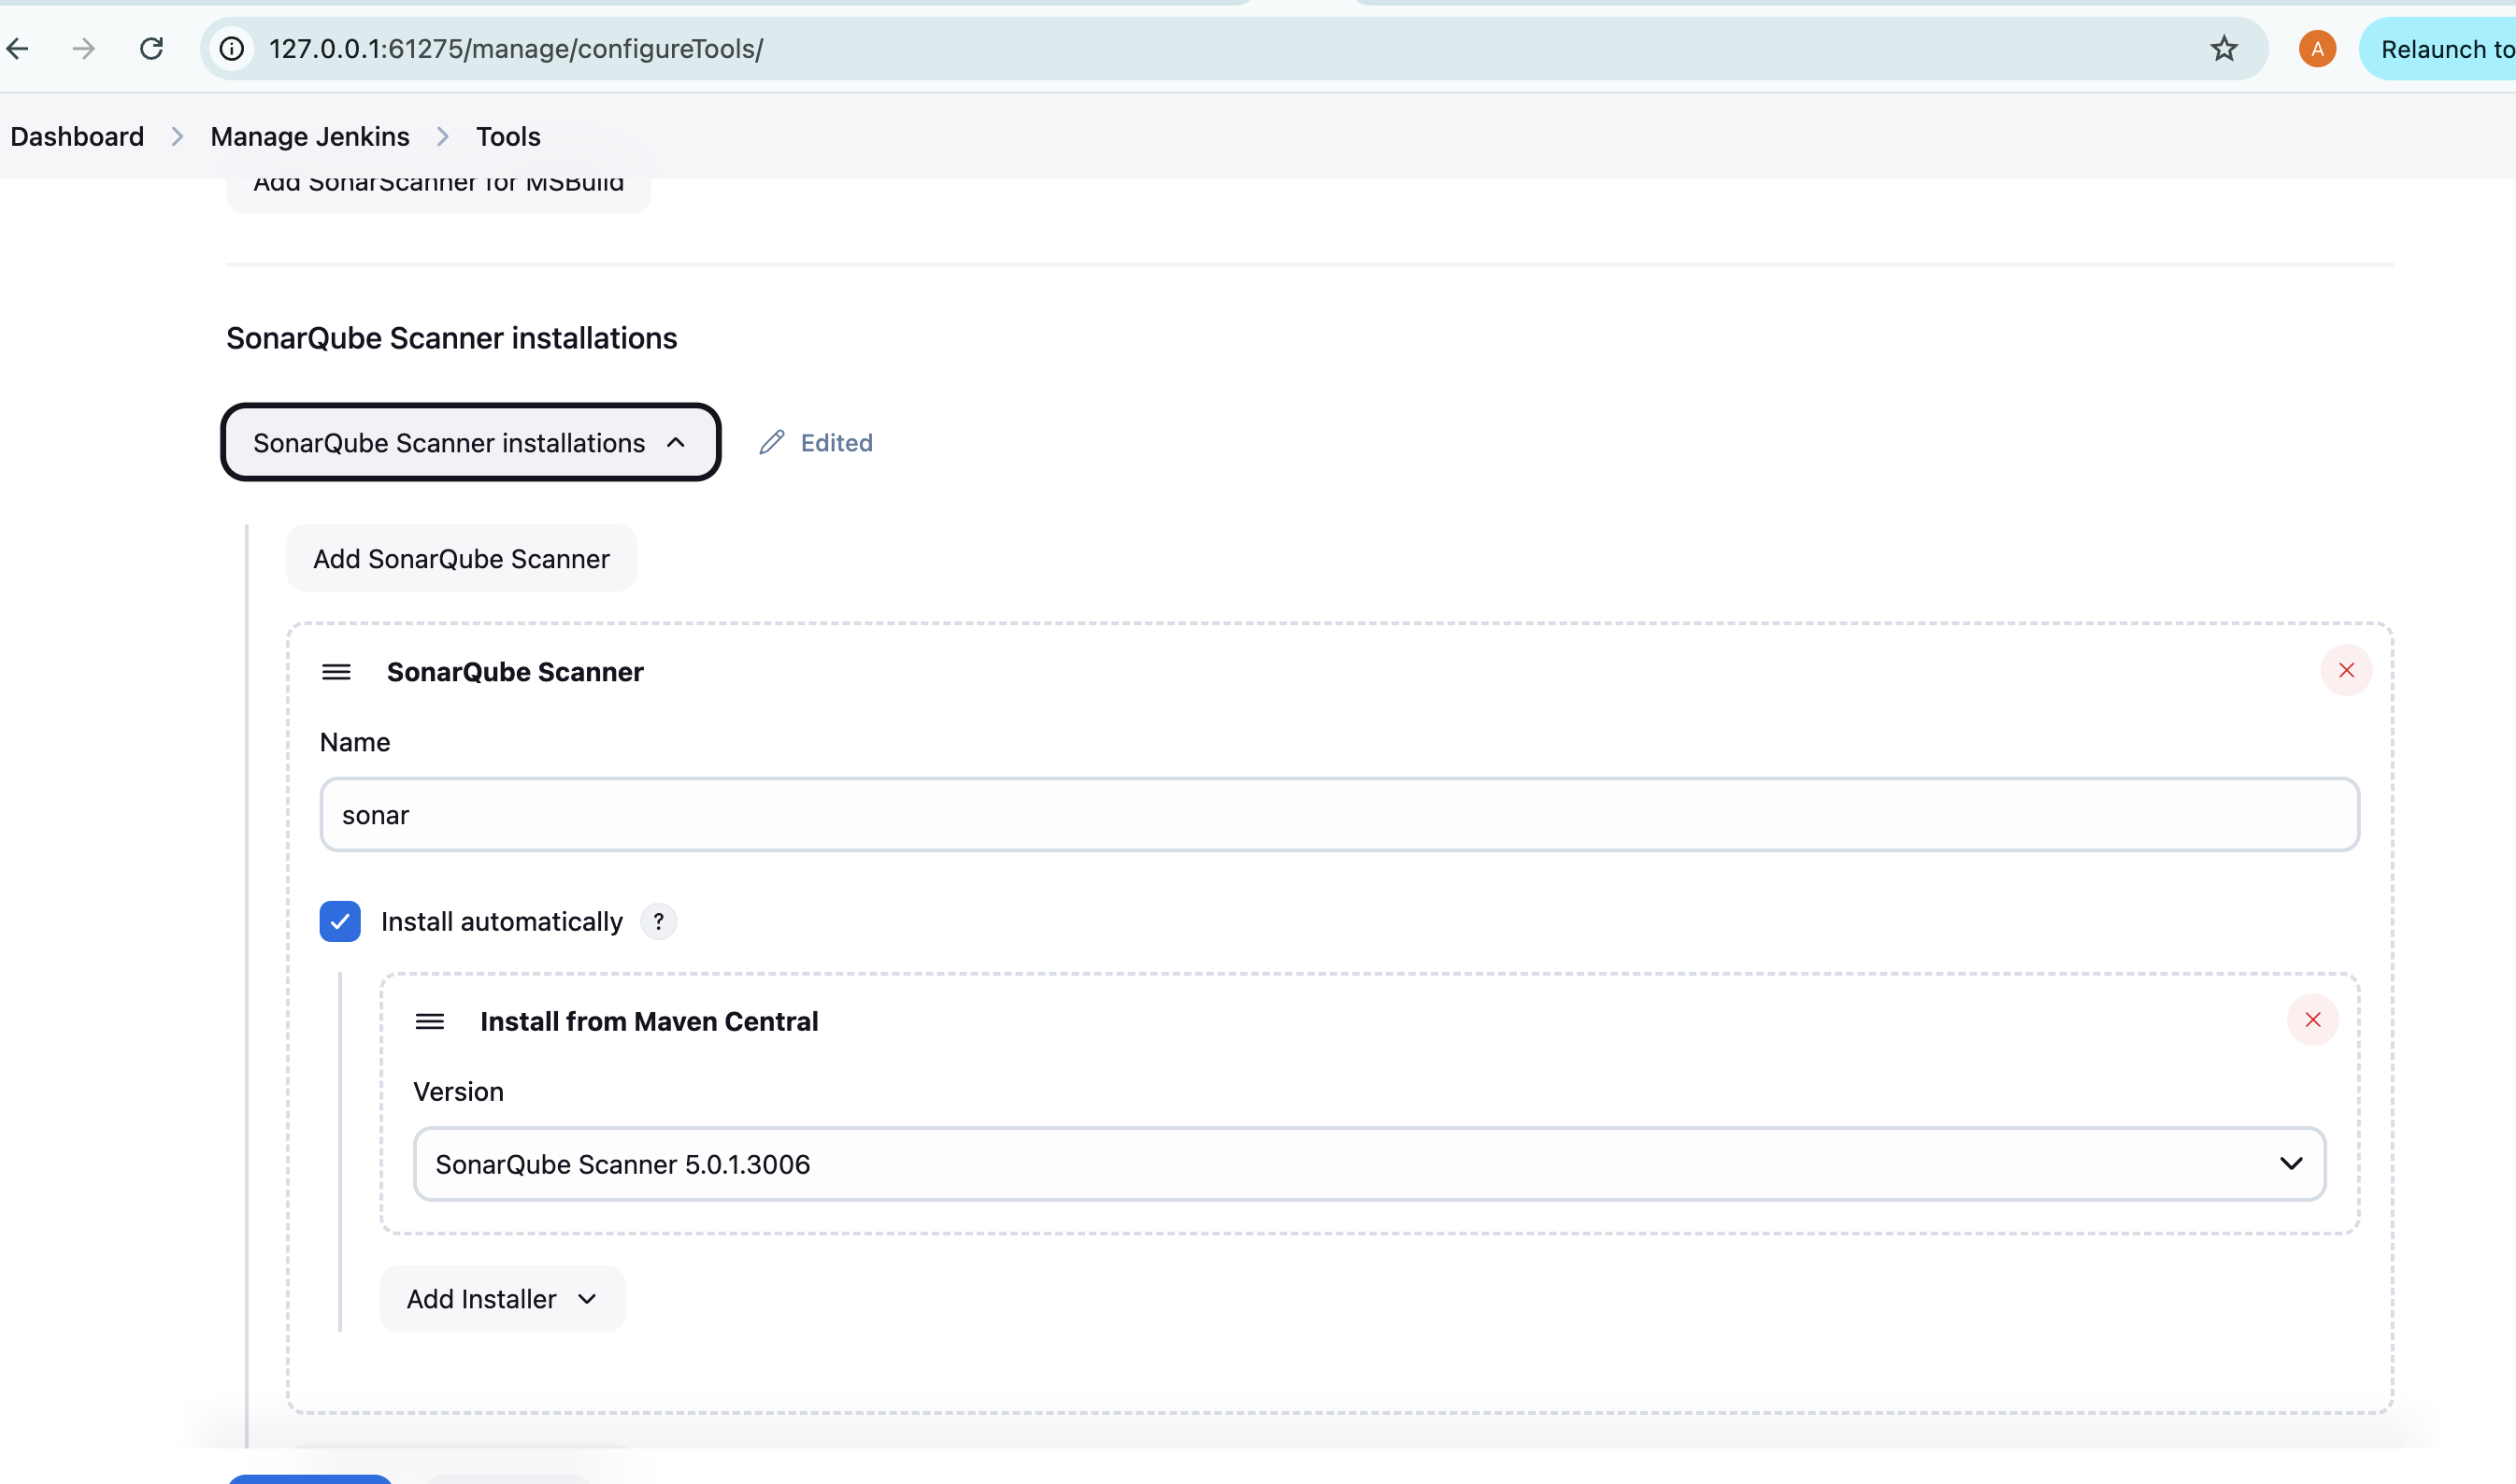 127.0.0.1:61275/manage/configureTools/
A
Relaunch to
Dashboard > Manage Jenkins > Tools
Add SonarScanner for MSBuild
SonarQube Scanner installations
SonarQube Scanner installations
Edited
Add SonarQube Scanner
SonarQube Scanner
Name
sonar
Install automatically ?
Install from Maven Central
Version
SonarQube Scanner 5.0.1.3006
Add Installer